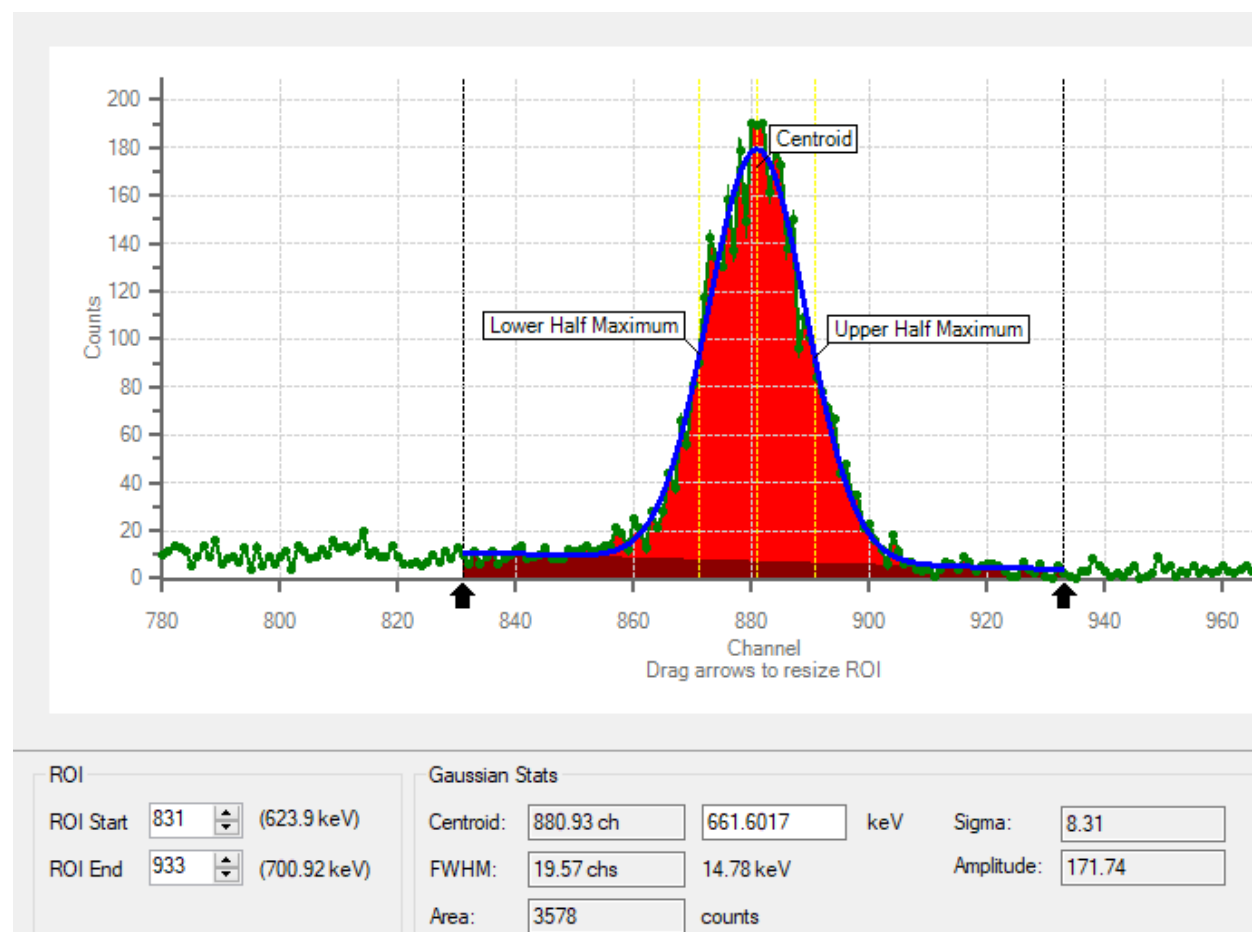 200
180
160
140
120
100
80
60
40
20
0
Counts
Centroid
Lower Half Maximum
Upper Half Maximum
780 800 820 840 860 880 900 920 940 960
Channel
Drag arrows to resize ROI
ROI
ROI Start 831 (623.9 keV)
ROI End 933 (700.92 keV)
Gaussian Stats
Centroid: 880.93 ch 661.6017 keV Sigma: 8.31
FWHM: 19.57 chs 14.78 keV Amplitude: 171.74
Area: 3578 counts